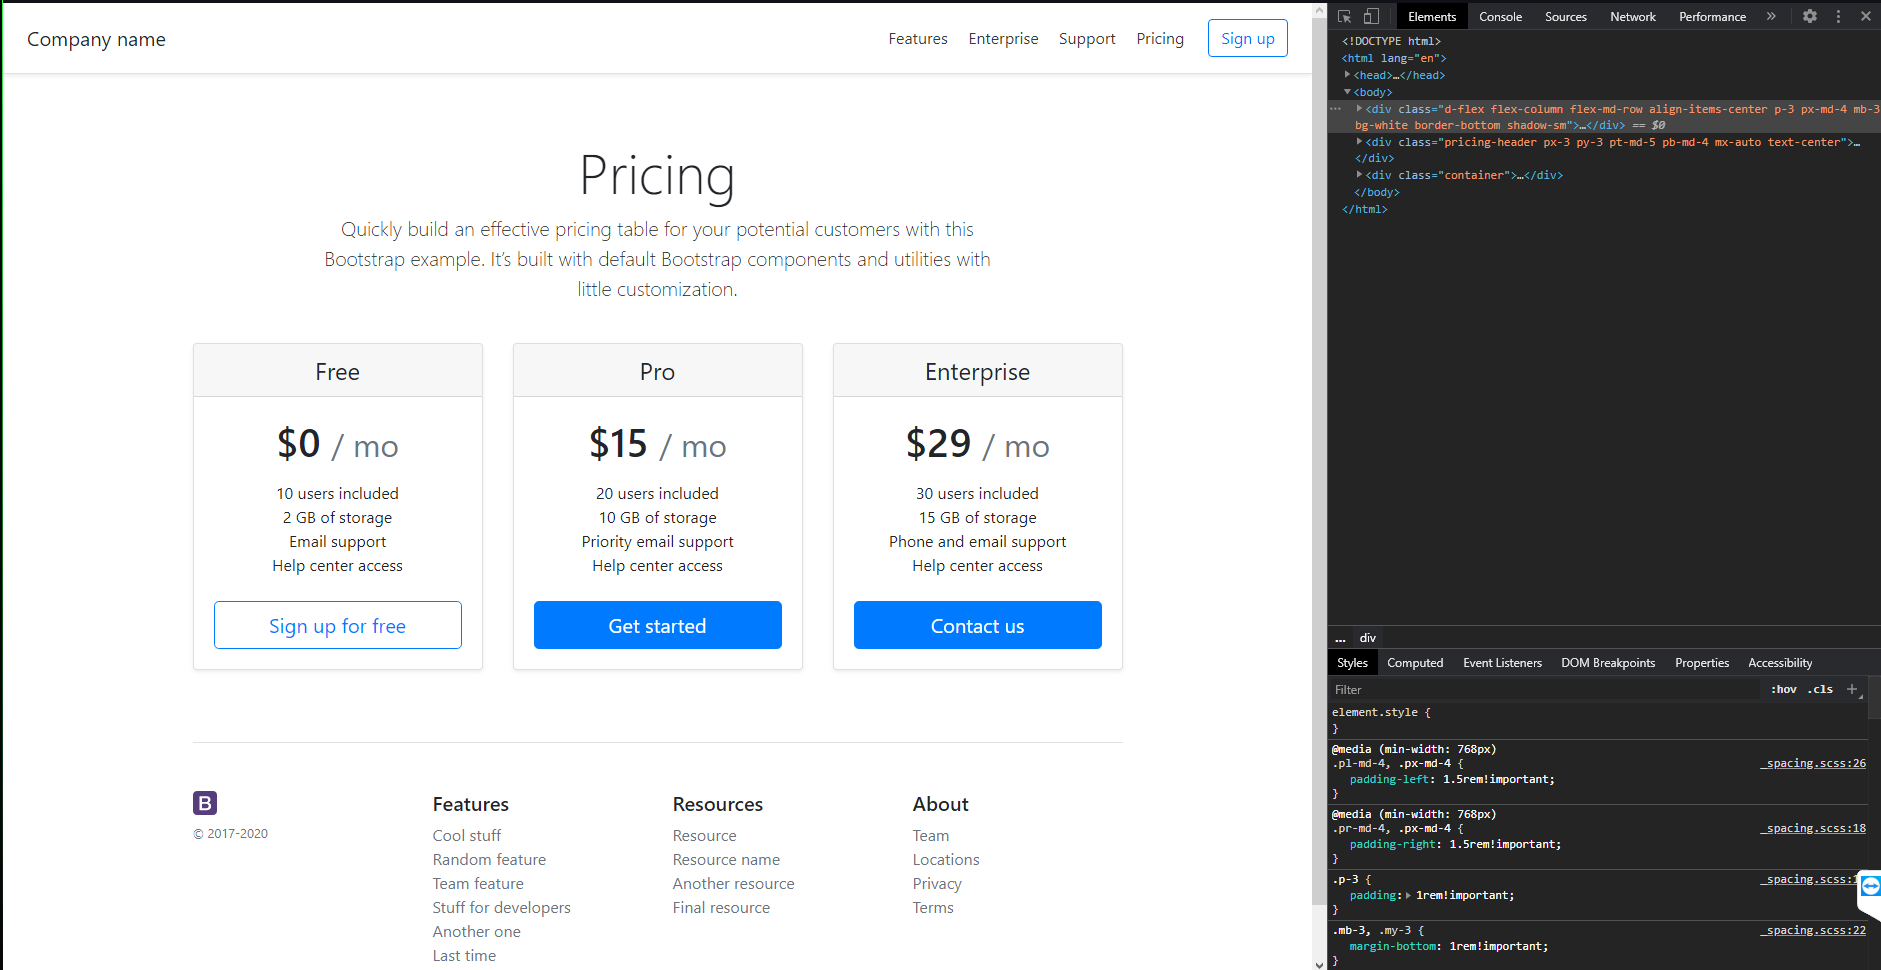 Company name
Features Enterprise Support Pricing Sign up
Pricing
Quickly build an effective pricing table for your potential customers with this
Bootstrap example. It’s built with default Bootstrap components and utilities with
little customization.
Free
$0 / mo
10 users included
2 GB of storage
Email support
Help center access
Sign up for free
Pro
$15 / mo
20 users included
10 GB of storage
Priority email support
Help center access
Get started
Enterprise
$29 / mo
30 users included
15 GB of storage
Phone and email support
Help center access
Contact us
B
© 2017-2020
Features
Cool stuff
Random feature
Team feature
Stuff for developers
Another one
Last time
Resources
Resource
Resource name
Another resource
Final resource
About
Team
Locations
Privacy
Terms
Elements Console Sources Network Performance »
<!DOCTYPE html>
<html lang="en">
<head>…</head>
<body>
<div class="d-flex flex-column flex-md-row align-items-center p-3 px-md-4 mb-3
bg-white border-bottom shadow-sm">…</div> == $0
<div class="pricing-header px-3 py-3 pt-md-5 pb-md-4 mx-auto text-center">…
</div>
<div class="container">…</div>
</body>
</html>
... div
Styles Computed Event Listeners DOM Breakpoints Properties Accessibility
Filter :hov .cls +
element.style {
}
@media (min-width: 768px)
.pl-md-4, .px-md-4 { _spacing.scss:26
padding-left: 1.5rem!important;
}
@media (min-width: 768px)
.pr-md-4, .px-md-4 { _spacing.scss:18
padding-right: 1.5rem!important;
}
.p-3 { _spacing.scss:1
padding: 1rem!important;
}
.mb-3, .my-3 { _spacing.scss:22
margin-bottom: 1rem!important;
}